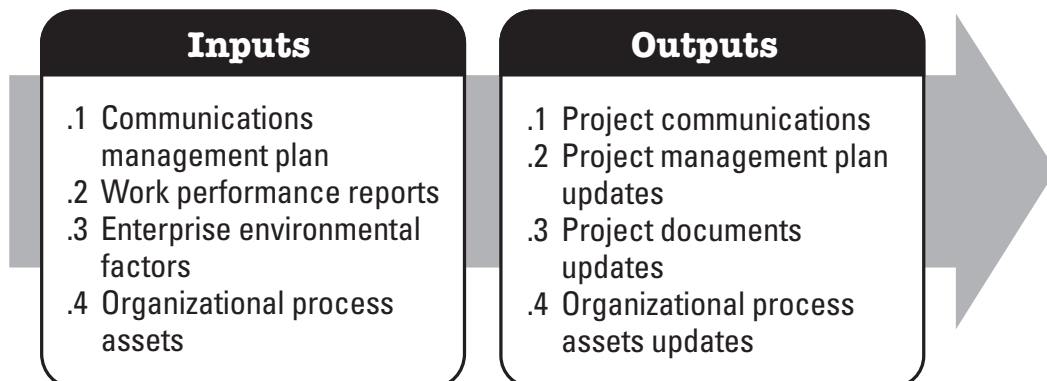 Inputs
.1 Communications
management plan
.2 Work performance reports
.3 Enterprise environmental
factors
.4 Organizational process
assets
Outputs
.1 Project communications
.2 Project management plan
updates
.3 Project documents
updates
.4 Organizational process
assets updates